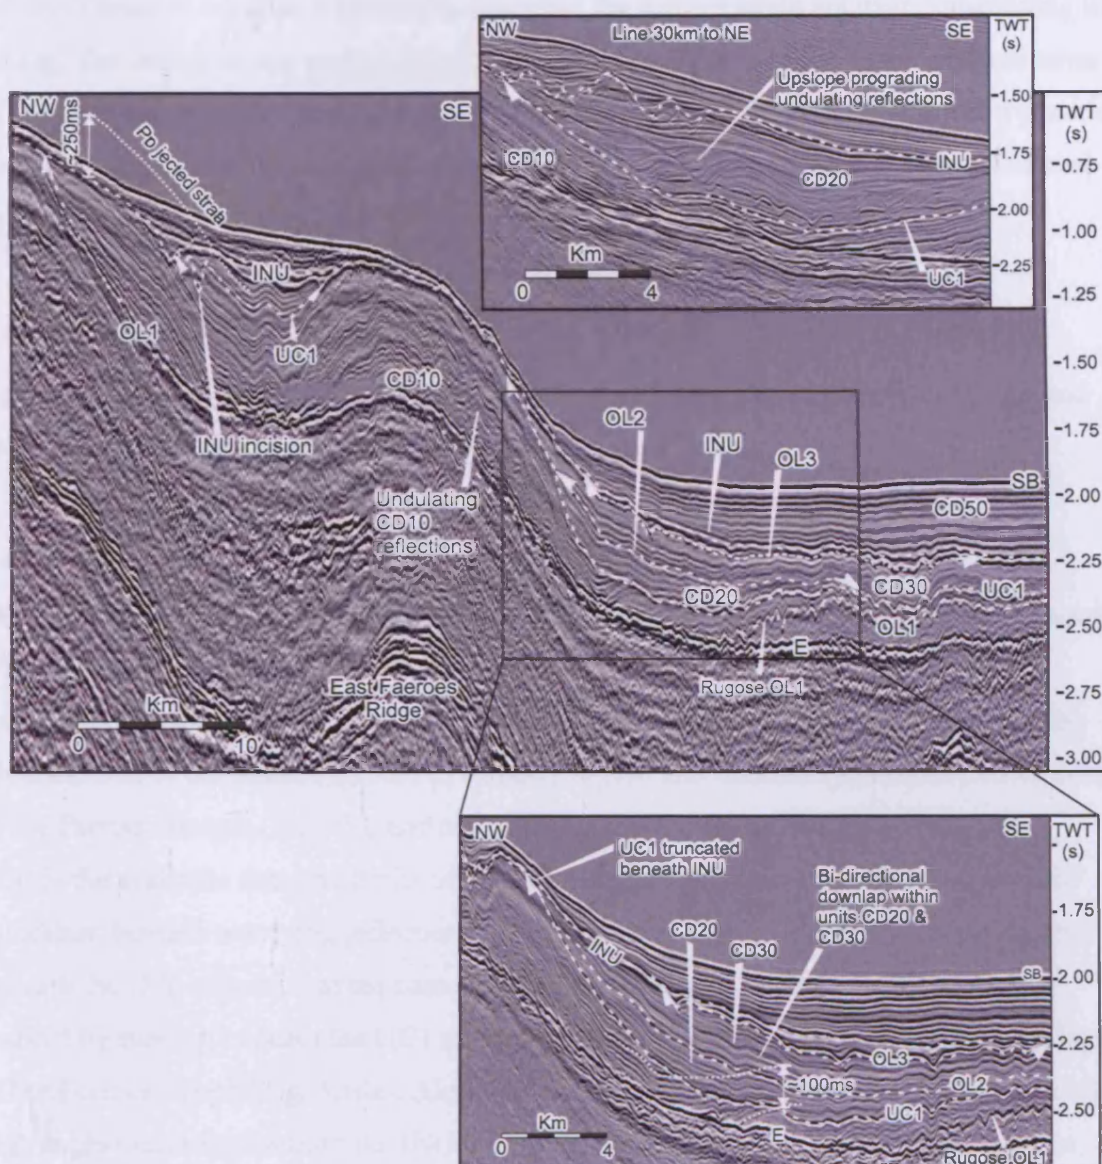 NW
Line 30km to NE
SE
TWT
(s)
Upslope prograding
undulating reflections
CD10
CD20
INU
UC1
Km
0
4
1.50
1.75
2.00
2.25
NW
SE
TWT
(s)
~250ms
Po jected strata
INU
OL1
UC1
CD10
INU incision
Undulating
CD10
reflections
East Faeroes
Ridge
Km
0
10
OL2
INU
OL3
SB
CD50
CD20
CD30
UC1
OL1
E
Rugose OL1
0.75
1.00
1.25
1.50
1.75
2.00
2.25
2.50
2.75
3.00
NW
SE
TWT
(s)
UC1 truncated
beneath INU
Bi-directional
downlap within
units CD20 &
CD30
CD20
CD30
INU
SB
OL3
~100ms
OL2
UC1
E
Km
0
4
Rugose OL1
1.75
2.00
2.25
2.50